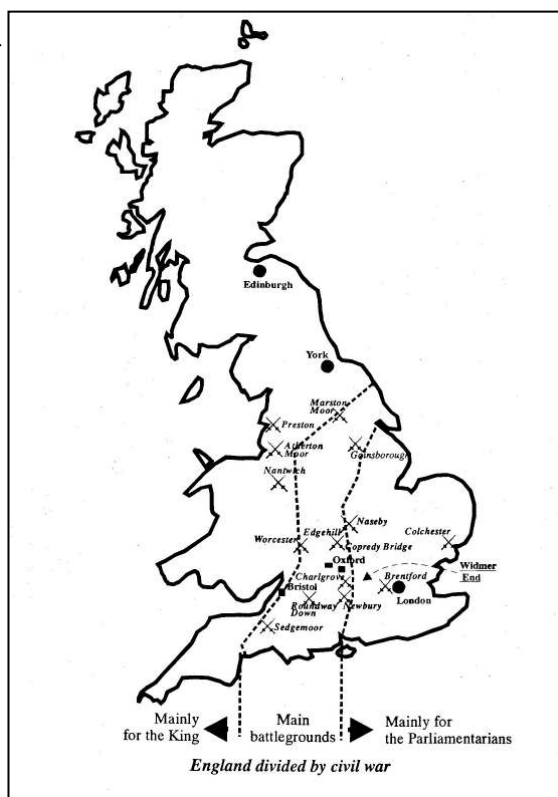 Edinburgh
York
Marston
Moor
Preston
Atherton
Moor
Gainsborough
Nantwich
Naseby
Edgehill
Colchester
Worcester
Copredy Bridge
Oxford
Widmer
End
Charlgrove
Brentford
Bristol
London
Roundway
Down
Newbury
Sedgemoor
Mainly
for the King
Main
battlegrounds
Mainly for
the Parliamentarians
England divided by civil war